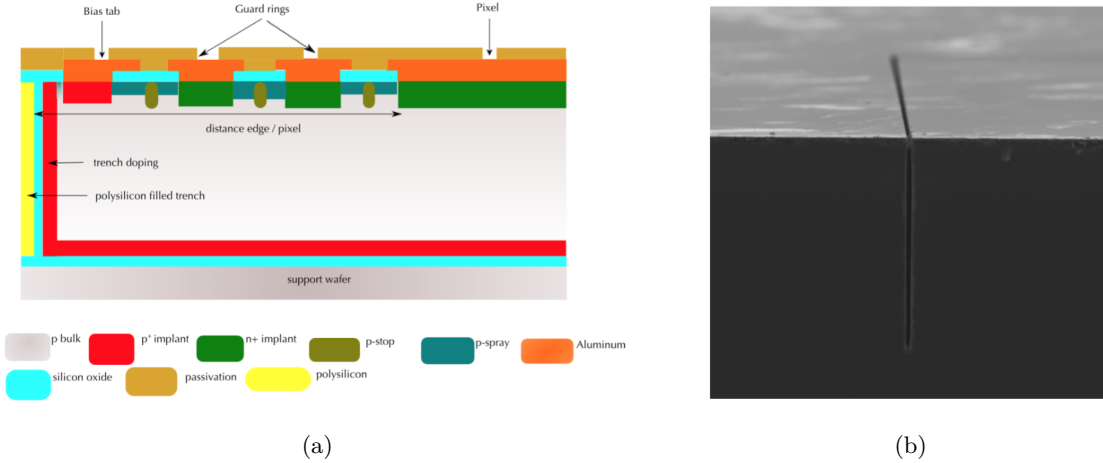 Bias tab
Guard rings
Pixel
distance edge / pixel
trench doping
polysilicon filled trench
support wafer
p bulk
p+ implant
n+ implant
p-stop
p-spray
Aluminum
silicon oxide
passivation
polysilicon
(a)
(b)